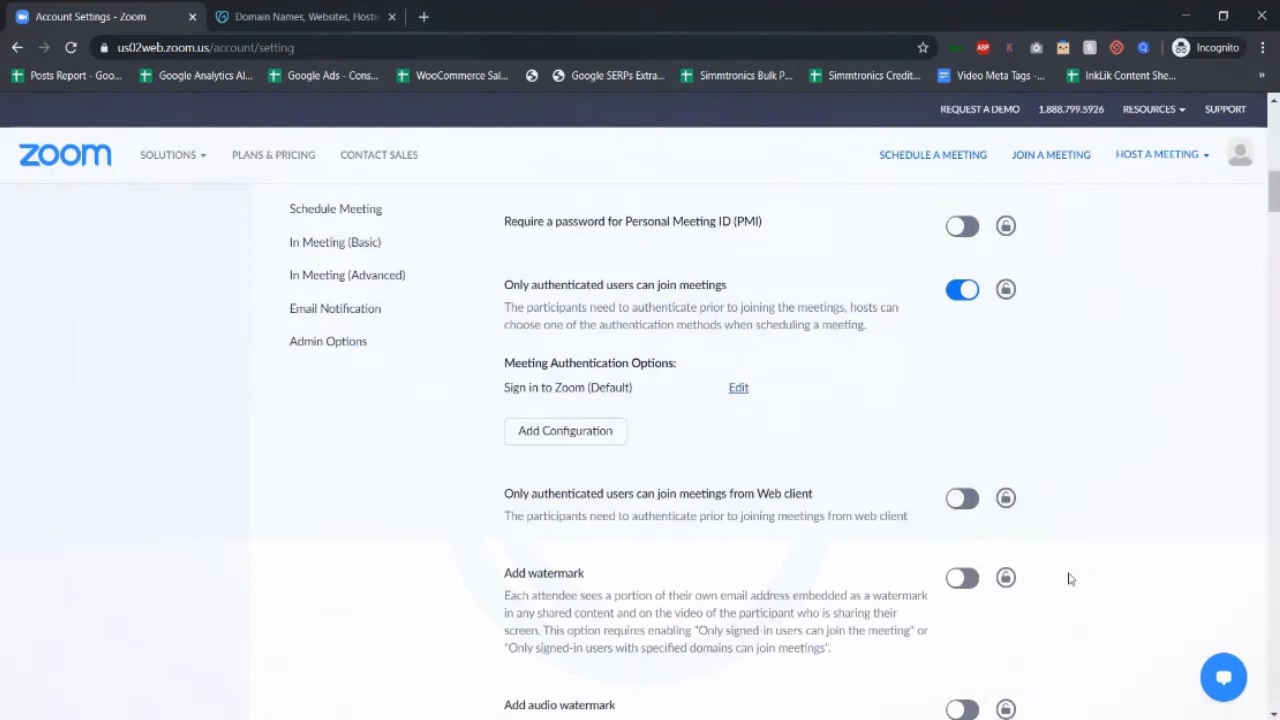 Account Settings - Zoom
Domain Names, Websites, Hostin
us02web.zoom.us/account/setting
ABP
K
Incognito
Posts Report - Goo...
Google Analytics Al...
Google Ads - Cons...
WooCommerce Sal...
Google SERPs Extra...
Simmtronics Bulk P...
Simmtronics Credit...
Video Meta Tags -...
InkLik Content She...
»
REQUEST A DEMO
1.888.799.5926
RESOURCES
SUPPORT
zoom
SOLUTIONS
PLANS & PRICING
CONTACT SALES
SCHEDULE A MEETING
JOIN A MEETING
HOST A MEETING
Schedule Meeting
In Meeting (Basic)
In Meeting (Advanced)
Email Notification
Admin Options
Require a password for Personal Meeting ID (PMI)
Only authenticated users can join meetings
The participants need to authenticate prior to joining the meetings, hosts can
choose one of the authentication methods when scheduling a meeting.
Meeting Authentication Options:
Sign in to Zoom (Default)
Edit
Add Configuration
Only authenticated users can join meetings from Web client
The participants need to authenticate prior to joining meetings from web client
Add watermark
Each attendee sees a portion of their own email address embedded as a watermark
in any shared content and on the video of the participant who is sharing their
screen. This option requires enabling "Only signed-in users can join the meeting" or
"Only signed-in users with specified domains can join meetings".
Add audio watermark